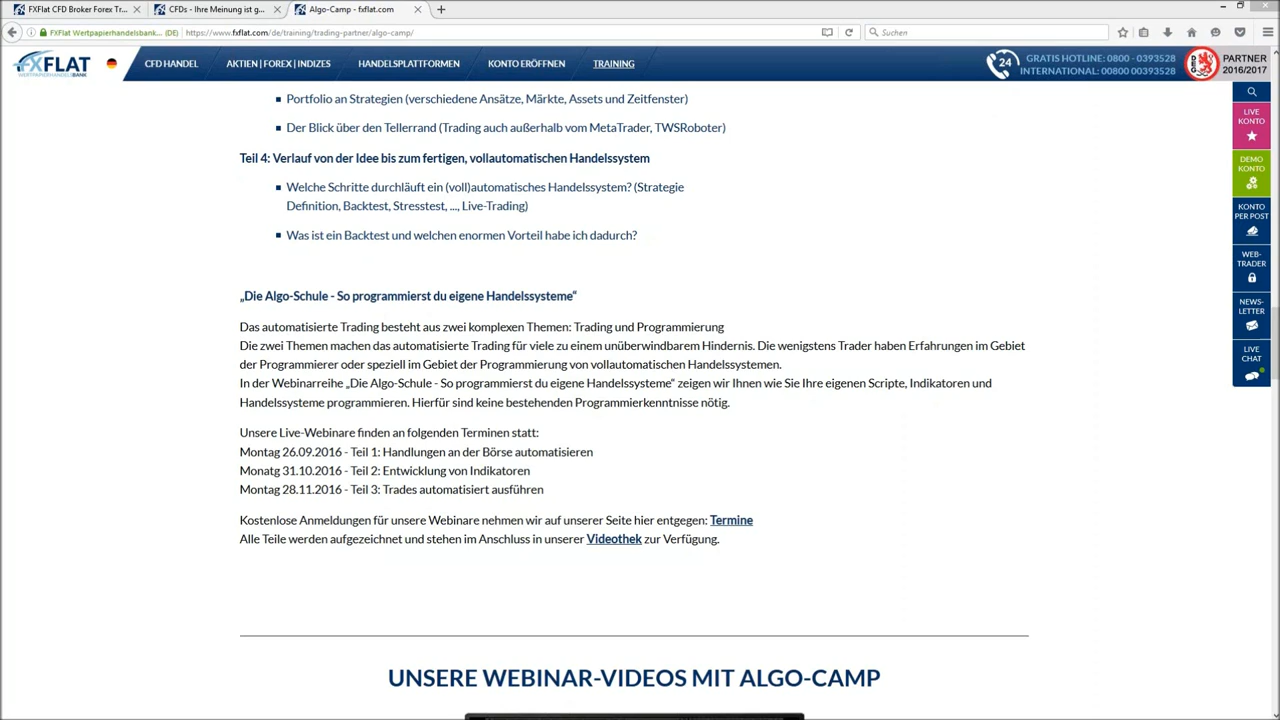 FXFlat CFD Broker Forex Tr...
CFDs - Ihre Meinung ist g...
Algo-Camp - fxflat.com
FXFlat Wertpapierhandelsbank... (DE)
https://www.fxflat.com/de/training/trading-partner/algo-camp/
Suchen
FXFLAT
WERTPAPIERHANDELSBANK
CFD HANDEL
AKTIEN | FOREX | INDIZES
HANDELSPLATTFORMEN
KONTO ERÖFFNEN
TRAINING
24
GRATIS HOTLINE: 0800 - 0393528
INTERNATIONAL: 00800 00393528
DEG
PARTNER
2016/2017
Portfolio an Strategien (verschiedene Ansätze, Märkte, Assets und Zeitfenster)
Der Blick über den Tellerrand (Trading auch außerhalb vom MetaTrader, TWSRoboter)
Teil 4: Verlauf von der Idee bis zum fertigen, vollautomatischen Handelssystem
Welche Schritte durchläuft ein (voll)automatisches Handelssystem? (Strategie
Definition, Backtest, Stresstest, ..., Live-Trading)
Was ist ein Backtest und welchen enormen Vorteil habe ich dadurch?
„Die Algo-Schule - So programmierst du eigene Handelssysteme“
Das automatisierte Trading besteht aus zwei komplexen Themen: Trading und Programmierung
Die zwei Themen machen das automatisierte Trading für viele zu einem unüberwindbarem Hindernis. Die wenigstens Trader haben Erfahrungen im Gebiet
der Programmierer oder speziell im Gebiet der Programmierung von vollautomatischen Handelssystemen.
In der Webinarreihe „Die Algo-Schule - So programmierst du eigene Handelssysteme“ zeigen wir Ihnen wie Sie Ihre eigenen Scripte, Indikatoren und
Handelssysteme programmieren. Hierfür sind keine bestehenden Programmierkenntnisse nötig.
Unsere Live-Webinare finden an folgenden Terminen statt:
Montag 26.09.2016 - Teil 1: Handlungen an der Börse automatisieren
Monatg 31.10.2016 - Teil 2: Entwicklung von Indikatoren
Montag 28.11.2016 - Teil 3: Trades automatisiert ausführen
Kostenlose Anmeldungen für unsere Webinare nehmen wir auf unserer Seite hier entgegen: Termine
Alle Teile werden aufgezeichnet und stehen im Anschluss in unserer Videothek zur Verfügung.
UNSERE WEBINAR-VIDEOS MIT ALGO-CAMP
LIVE
KONTO
DEMO
KONTO
KONTO
PER POST
WEB-
TRADER
NEWS-
LETTER
LIVE
CHAT